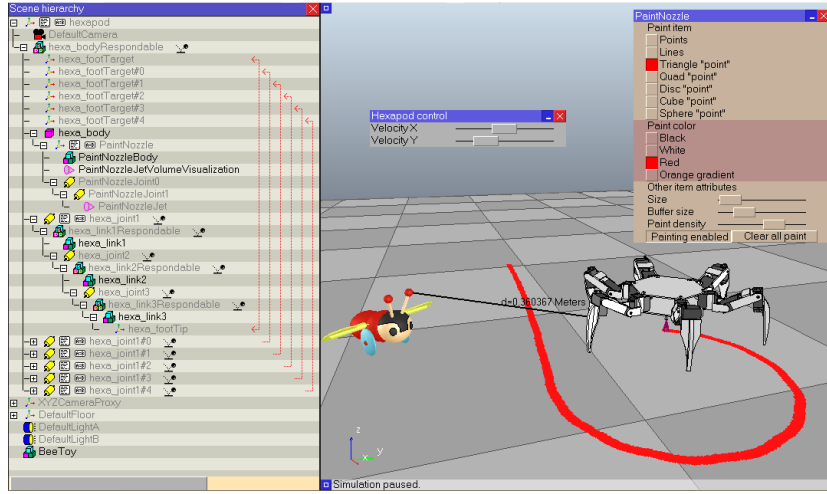 Scene hierarchy
hexapod
DefaultCamera
hexa_bodyRespondable
hexa_footTarget
hexa_footTarget#0
hexa_footTarget#1
hexa_footTarget#2
hexa_footTarget#3
hexa_footTarget#4
hexa_body
PaintNozzle
PaintNozzleBody
PaintNozzleJetVolumeVisualization
PaintNozzleJoint0
PaintNozzleJoint1
PaintNozzleJet
hexa_joint1
hexa_link1Respondable
hexa_link1
hexa_joint2
hexa_link2Respondable
hexa_link2
hexa_joint3
hexa_link3Respondable
hexa_link3
hexa_footTip
hexa_joint1#0
hexa_joint1#1
hexa_joint1#2
hexa_joint1#3
hexa_joint1#4
XYZCameraProxy
DefaultFloor
DefaultLightA
DefaultLightB
BeeToy
Hexapod control
Velocity X
Velocity Y
PaintNozzle
Paint item
Points
Lines
Triangle "point"
Quad "point"
Disc "point"
Cube "point"
Sphere "point"
Paint color
Black
White
Red
Orange gradient
Other item attributes
Size
Buffer size
Paint density
Painting enabled Clear all paint
d=0.360367 Meters
z
x y
Simulation paused.